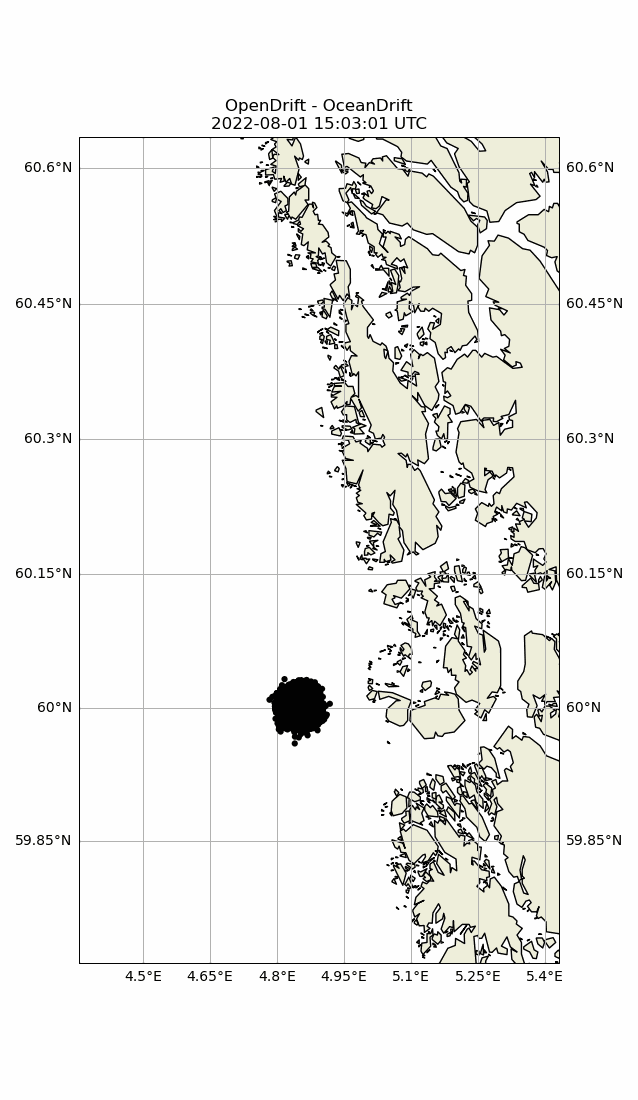 OpenDrift - OceanDrift
2022-08-01 15:03:01 UTC
60.6°N 60.6°N
60.45°N 60.45°N
60.3°N 60.3°N
60.15°N 60.15°N
60°N 60°N
59.85°N 59.85°N
4.5°E 4.65°E 4.8°E 4.95°E 5.1°E 5.25°E 5.4°E